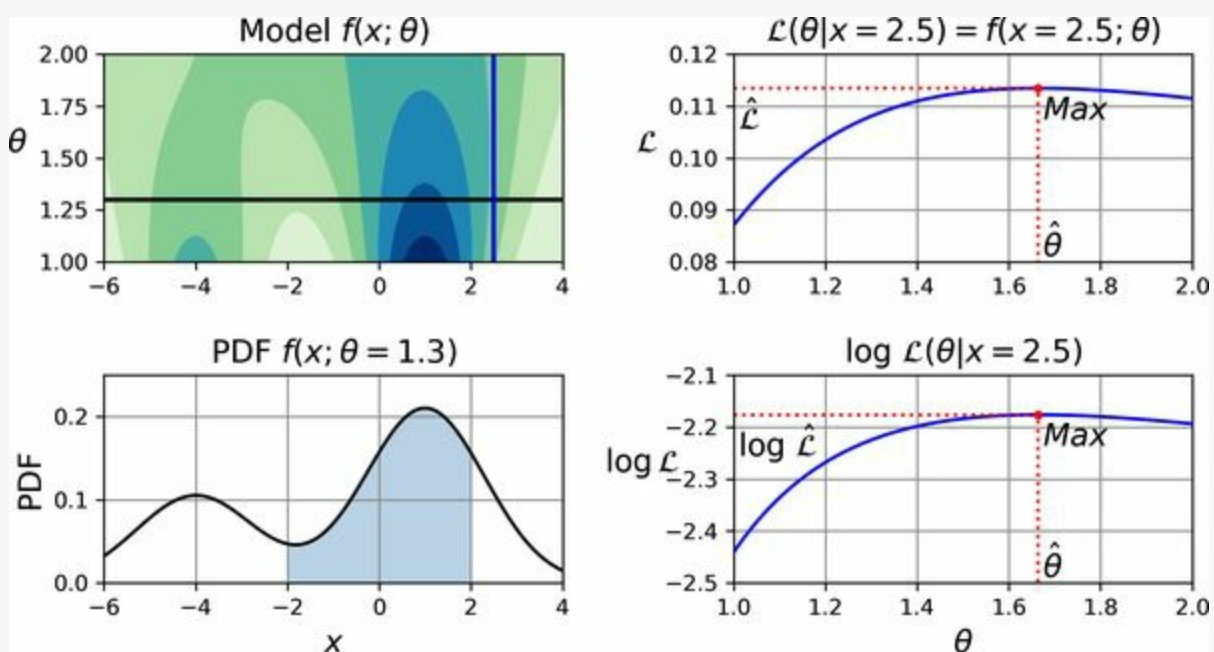 Model f(x; θ)
2.00
1.75
θ
1.50
1.25
1.00
−6 −4 −2 0 2 4
ℒ(θ|x = 2.5) = f(x = 2.5; θ)
0.12
0.11
ℒ̂
Max
ℒ
0.10
0.09
θ̂
0.08
1.0 1.2 1.4 1.6 1.8 2.0
PDF f(x; θ = 1.3)
0.2
PDF
0.1
0.0
−6 −4 −2 0 2 4
x
log ℒ(θ|x = 2.5)
−2.1
−2.2
log ℒ̂
Max
log ℒ
−2.3
−2.4
θ̂
−2.5
1.0 1.2 1.4 1.6 1.8 2.0
θ